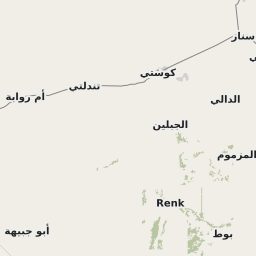 سنار
ي
كوستي
تندلتي
أم روابة
الدالي
الجبلين
المزموم
Renk
أبو جبيهة
بوط